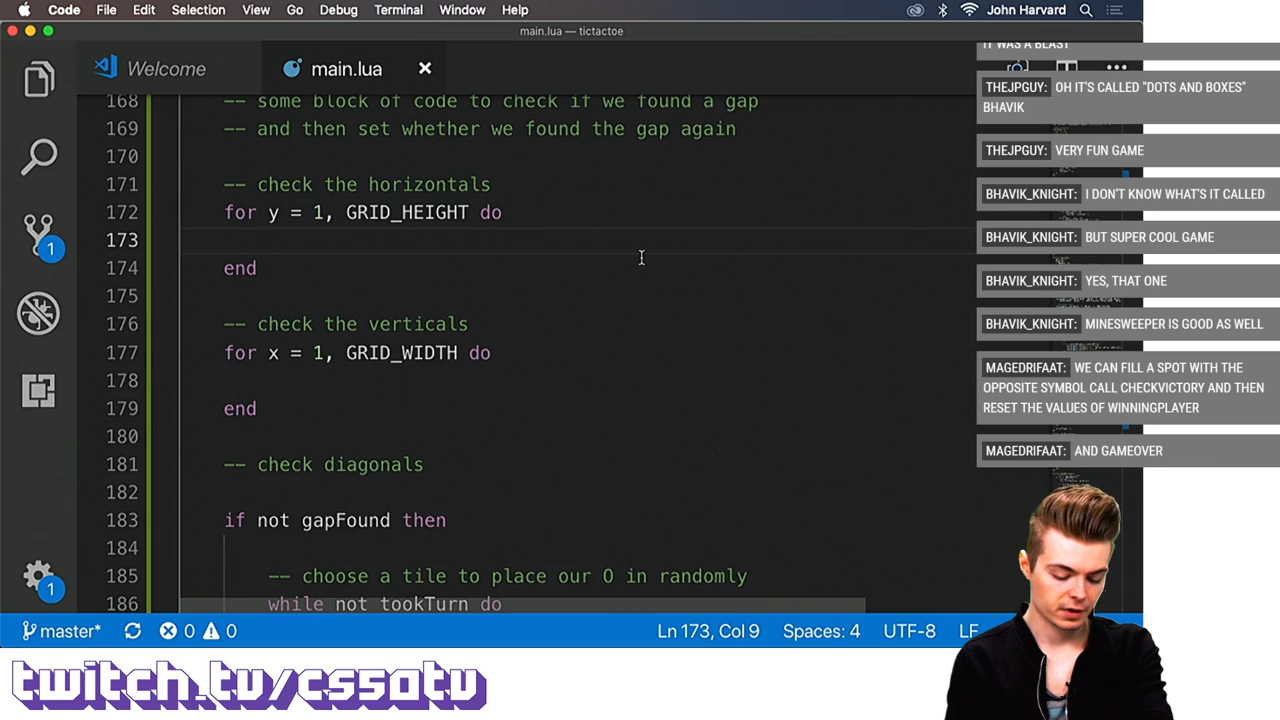 Code File Edit Selection View Go Debug Terminal Window Help John Harvard
main.lua — tictactoe
Welcome main.lua
168 -- some block of code to check if we found a gap
169 -- and then set whether we found the gap again
170
171 -- check the horizontals
172 for y = 1, GRID_HEIGHT do
173
174 end
175
176 -- check the verticals
177 for x = 1, GRID_WIDTH do
178
179 end
180
181 -- check diagonals
182
183 if not gapFound then
184
185 -- choose a tile to place our O in randomly
186 while not tookTurn do
1
1
master* 0 0 Ln 173, Col 9 Spaces: 4 UTF-8 LF
IT WAS A BLAST
THEJPGUY: OH IT'S CALLED "DOTS AND BOXES"
BHAVIK
THEJPGUY: VERY FUN GAME
BHAVIK_KNIGHT: I DON'T KNOW WHAT'S IT CALLED
BHAVIK_KNIGHT: BUT SUPER COOL GAME
BHAVIK_KNIGHT: YES, THAT ONE
BHAVIK_KNIGHT: MINESWEEPER IS GOOD AS WELL
MAGEDRIFAAT: WE CAN FILL A SPOT WITH THE
OPPOSITE SYMBOL CALL CHECKVICTORY AND THEN
RESET THE VALUES OF WINNINGPLAYER
MAGEDRIFAAT: AND GAMEOVER
twitch.tv/cs50tv